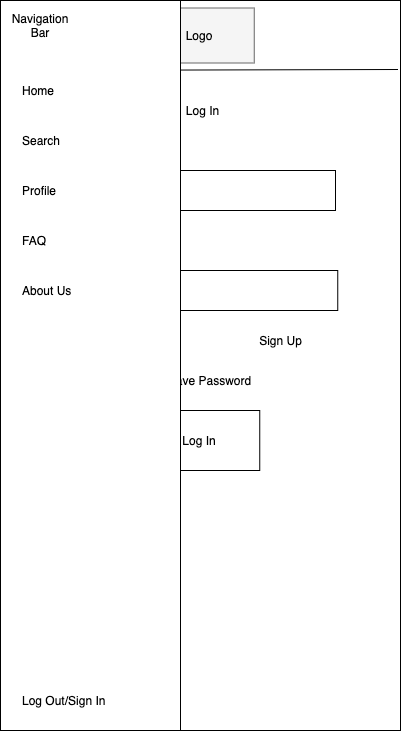 Navigation
Bar
Logo
Home
Log In
Search
Profile
FAQ
About Us
Sign Up
ve Password
Log In
Log Out/Sign In